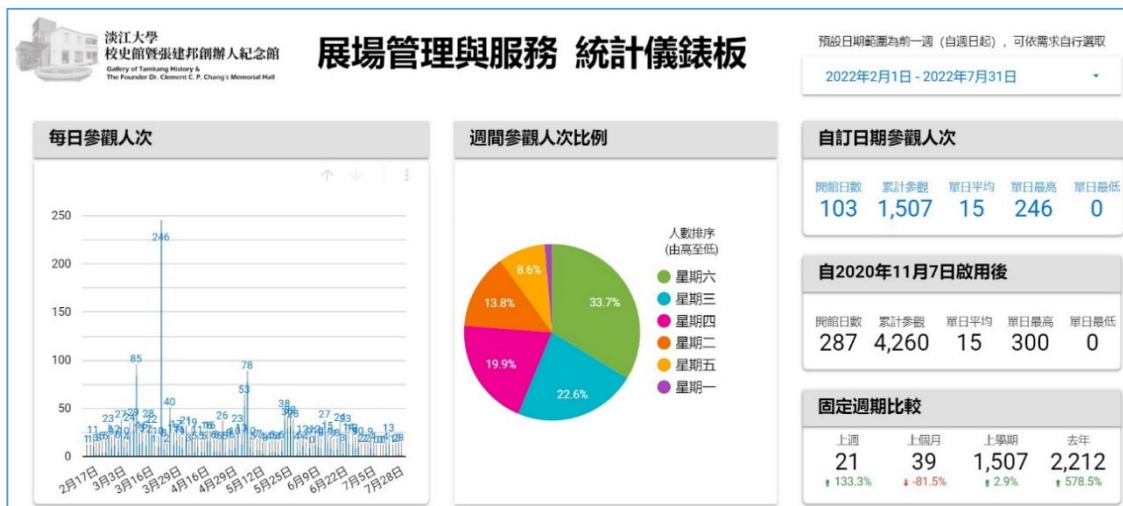 淡江大學
校史館暨張建邦創辦人紀念館
Gallery of Tamkang History &
The Founder Dr. Clement C. P. Chang's Memorial Hall
展場管理與服務 統計儀錶板
預設日期範圍為前一週（自週日起），可依需求自行選取
2022年2月1日 - 2022年7月31日
每日參觀人次
250
200
150
100
50
0
246
85
78
53
40
2月17日
3月3日
3月16日
3月29日
4月16日
4月29日
5月12日
5月25日
6月9日
6月22日
7月5日
7月28日
週間參觀人次比例
33.7%
22.6%
19.9%
13.8%
8.6%
人數排序
(由高至低)
星期六
星期三
星期四
星期二
星期五
星期一
自訂日期參觀人次
開館日數 累計參觀 單日平均 單日最高 單日最低
103 1,507 15 246 0
自2020年11月7日啟用後
開館日數 累計參觀 單日平均 單日最高 單日最低
287 4,260 15 300 0
固定週期比較
上週 上個月 上學期 去年
21 39 1,507 2,212
133.3% -81.5% 2.9% 578.5%